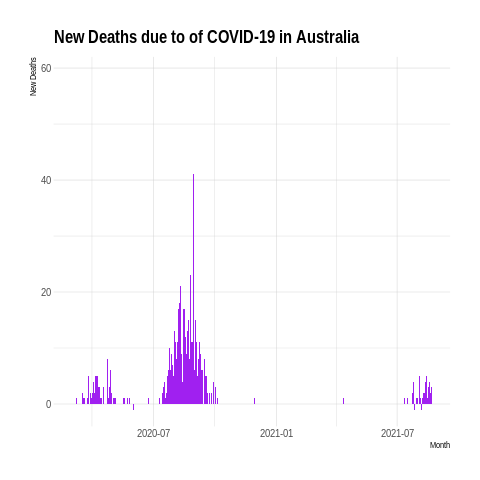 New Deaths due to of COVID-19 in Australia
New Deaths
60
40
20
0
2020-07
2021-01
2021-07
Month